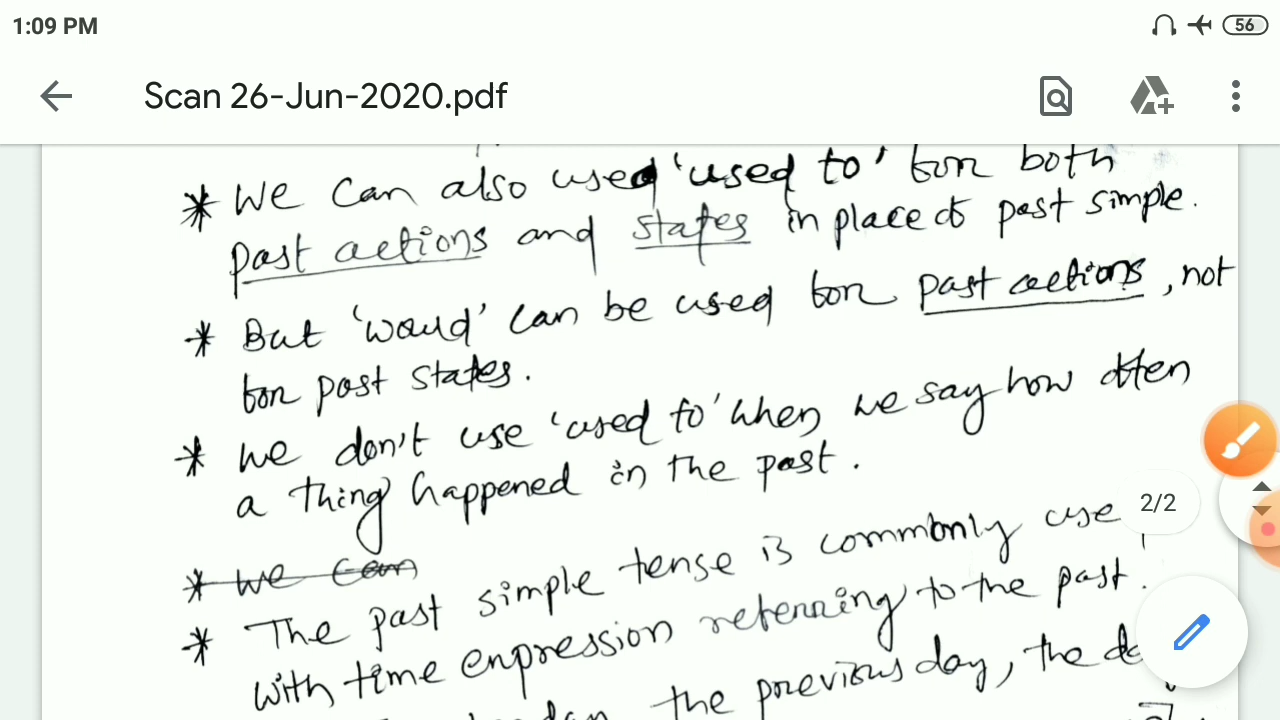 1:09 PM
56
Scan 26-Jun-2020.pdf
* We can also used 'used to' for both
past actions and states in place of past simple.
* But 'would' can be used for past actions, not
for past states.
* We don't use 'used to' when we say how often
a thing happened in the past.
* We can
* The past simple tense is commonly use
2/2
with time expression referring to the past.
the previous day, the